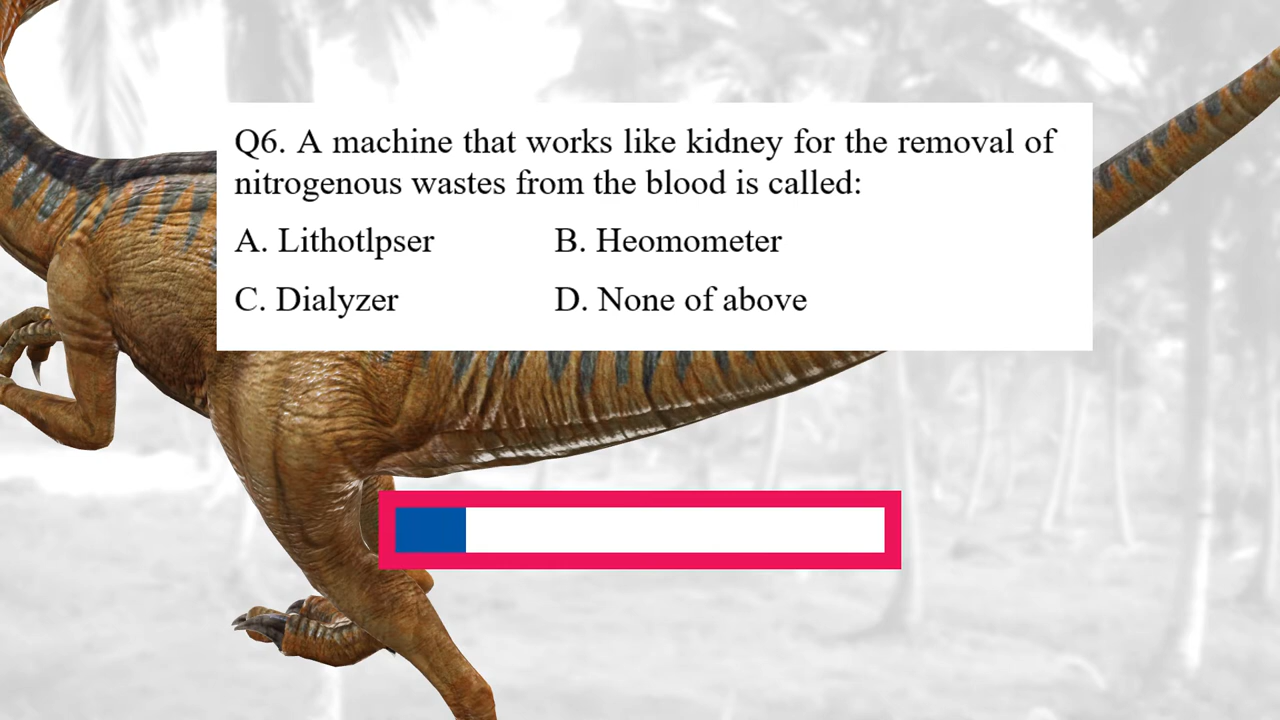 Q6. A machine that works like kidney for the removal of
nitrogenous wastes from the blood is called:
A. Lithotlpser B. Heomometer
C. Dialyzer D. None of above